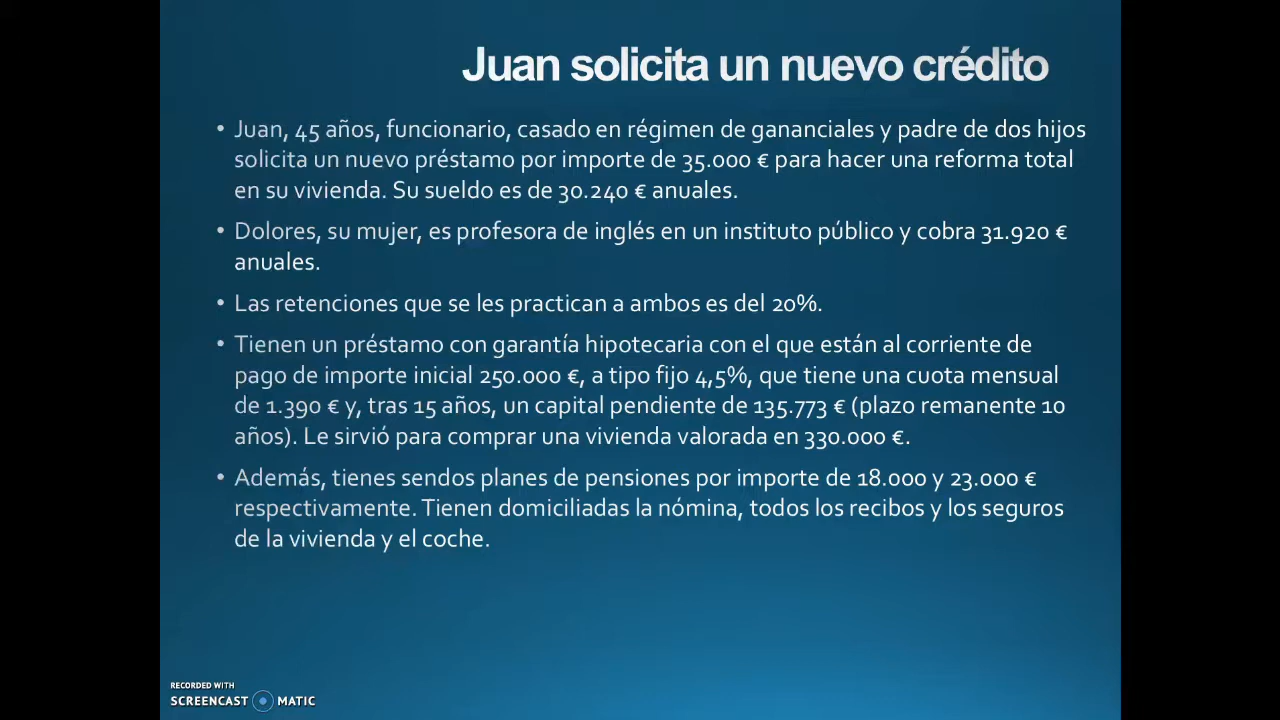 Juan solicita un nuevo crédito
• Juan, 45 años, funcionario, casado en régimen de gananciales y padre de dos hijos
solicita un nuevo préstamo por importe de 35.000 € para hacer una reforma total
en su vivienda. Su sueldo es de 30.240 € anuales.
• Dolores, su mujer, es profesora de inglés en un instituto público y cobra 31.920 €
anuales.
• Las retenciones que se les practican a ambos es del 20%.
• Tienen un préstamo con garantía hipotecaria con el que están al corriente de
pago de importe inicial 250.000 €, a tipo fijo 4,5%, que tiene una cuota mensual
de 1.390 € y, tras 15 años, un capital pendiente de 135.773 € (plazo remanente 10
años). Le sirvió para comprar una vivienda valorada en 330.000 €.
• Además, tienes sendos planes de pensiones por importe de 18.000 y 23.000 €
respectivamente. Tienen domiciliadas la nómina, todos los recibos y los seguros
de la vivienda y el coche.
RECORDED WITH
SCREENCAST MATIC